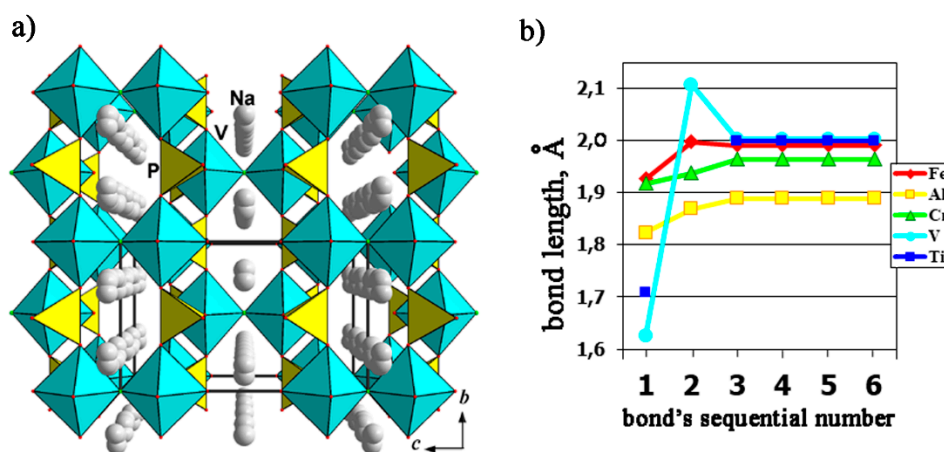 a)
Na
V
P
b
c
b)
2,1
2,0
1,9
1,8
1,7
1,6
bond length, Å
1 2 3 4 5 6
bond's sequential number
Fe
V
Ti